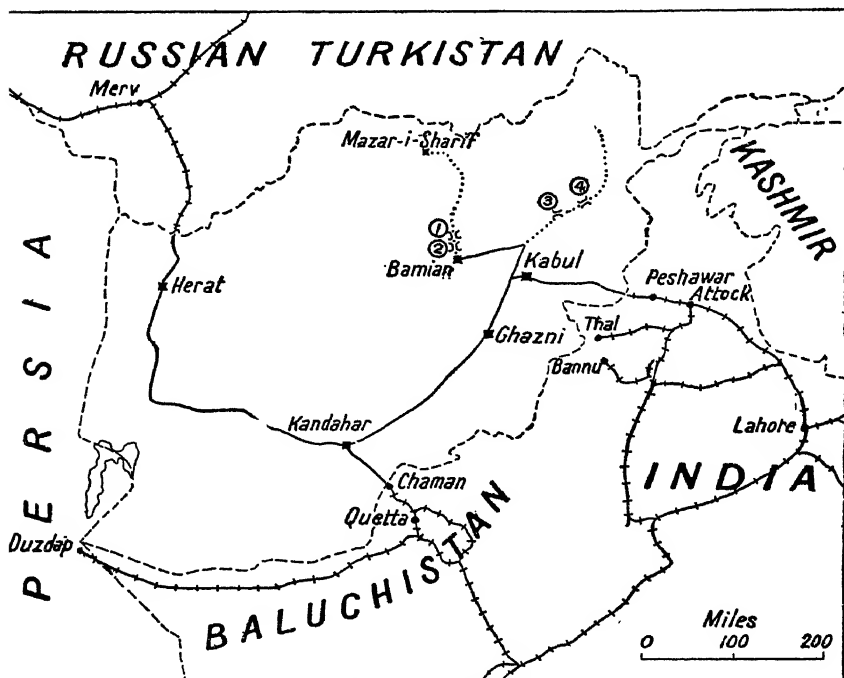 RUSSIAN TURKISTAN
Merv
Mazar-i-Sharif
KASHMIR
4
3
1
2
Bamian
Kabul
Herat
Peshawar
Attock
PERSIA
Ghazni
Thal
Bannu
Kandahar
Lahore
Chaman
INDIA
Quetta
Duzdap
BALUCHISTAN
Miles
0 100 200